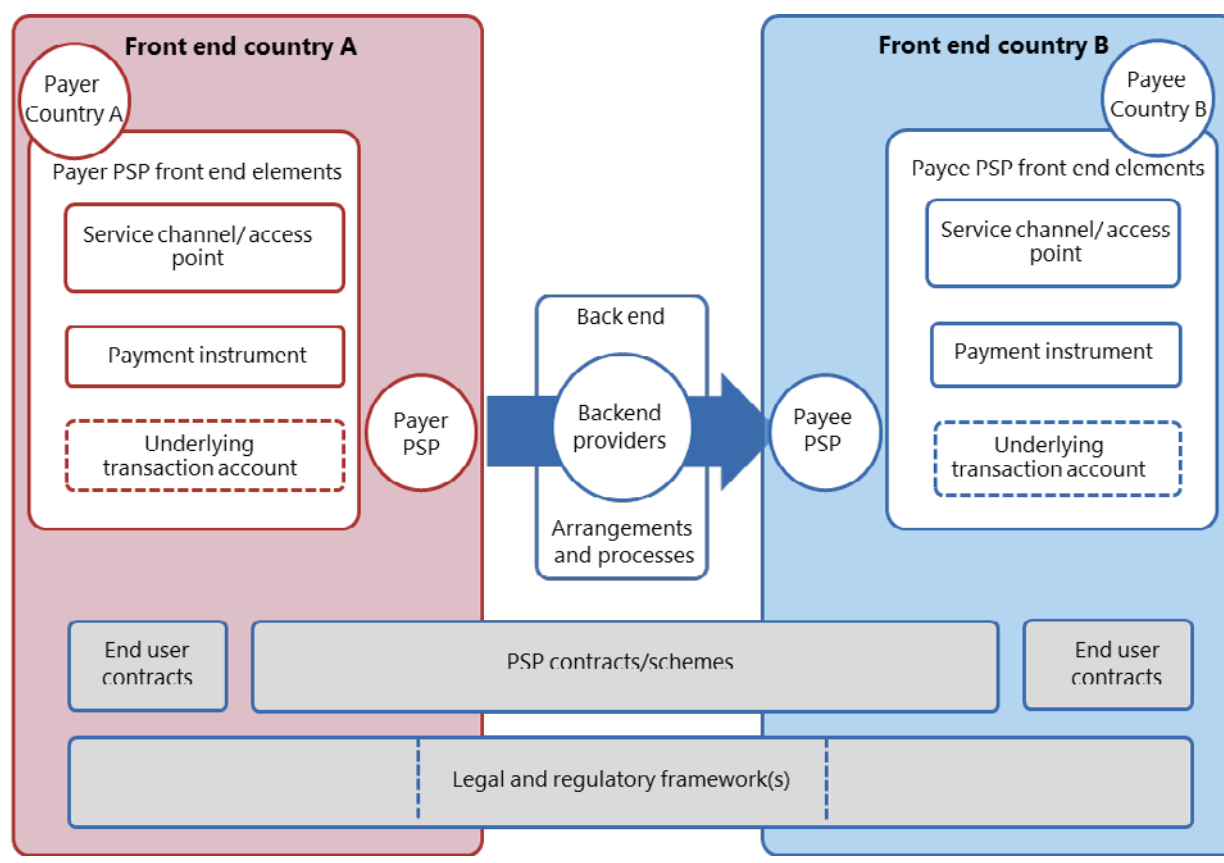 Front end country A
Payer
Country A
Payer PSP front end elements
Service channel/ access
point
Payment instrument
Underlying
transaction account
Payer
PSP
Back end
Backend
providers
Arrangements
and processes
Front end country B
Payee
Country B
Payee PSP front end elements
Service channel/ access
point
Payment instrument
Underlying
transaction account
Payee
PSP
End user
contracts
PSP contracts/schemes
End user
contracts
Legal and regulatory framework(s)